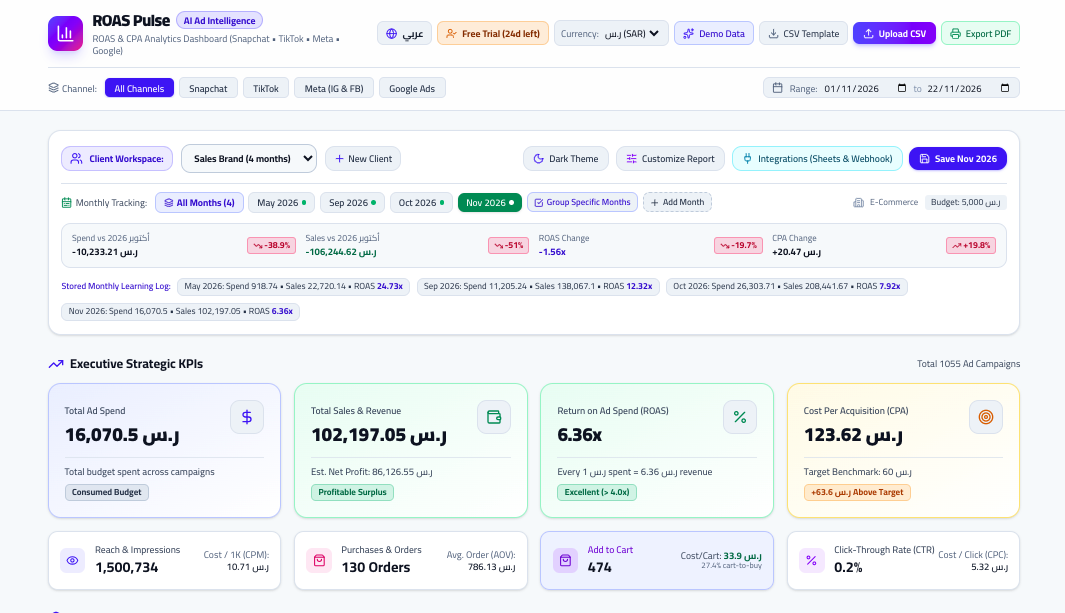 ROAS Pulse AI Ad Intelligence
ROAS & CPA Analytics Dashboard (Snapchat • TikTok • Meta •
Google)
عربي
Free Trial (24d left)
Currency: ر.س (SAR)
Demo Data
CSV Template
Upload CSV
Export PDF
Channel: All Channels Snapchat TikTok Meta (IG & FB) Google Ads
Range: 01/11/2026 to 22/11/2026
Client Workspace: Sales Brand (4 months) + New Client
Dark Theme Customize Report Integrations (Sheets & Webhook) Save Nov 2026
Monthly Tracking: All Months (4) May 2026 Sep 2026 Oct 2026 Nov 2026 Group Specific Months + Add Month
E-Commerce Budget: 5,000 ر.س
Spend vs أكتوبر 2026
-10,233.21 ر.س
-38.9%
Sales vs أكتوبر 2026
-106,244.62 ر.س
-51%
ROAS Change
-1.56x
-19.7%
CPA Change
+20.47 ر.س
+19.8%
Stored Monthly Learning Log: May 2026: Spend 918.74 • Sales 22,720.14 • ROAS 24.73x Sep 2026: Spend 11,205.24 • Sales 138,067.1 • ROAS 12.32x Oct 2026: Spend 26,303.71 • Sales 208,441.67 • ROAS 7.92x
Nov 2026: Spend 16,070.5 • Sales 102,197.05 • ROAS 6.36x
Executive Strategic KPIs
Total 1055 Ad Campaigns
Total Ad Spend
16,070.5 ر.س
Total budget spent across campaigns
Consumed Budget
Total Sales & Revenue
102,197.05 ر.س
Est. Net Profit: 86,126.55 ر.س
Profitable Surplus
Return on Ad Spend (ROAS)
6.36x
Every 1 ر.س spent = 6.36 ر.س revenue
Excellent (> 4.0x)
Cost Per Acquisition (CPA)
123.62 ر.س
Target Benchmark: 60 ر.س
+63.6 ر.س Above Target
Reach & Impressions
1,500,734
Cost / 1K (CPM):
10.71 ر.س
Purchases & Orders
130 Orders
Avg. Order (AOV):
786.13 ر.س
Add to Cart
474
Cost/Cart: 33.9 ر.س
27.4% cart-to-buy
Click-Through Rate (CTR)
0.2%
Cost / Click (CPC):
5.32 ر.س